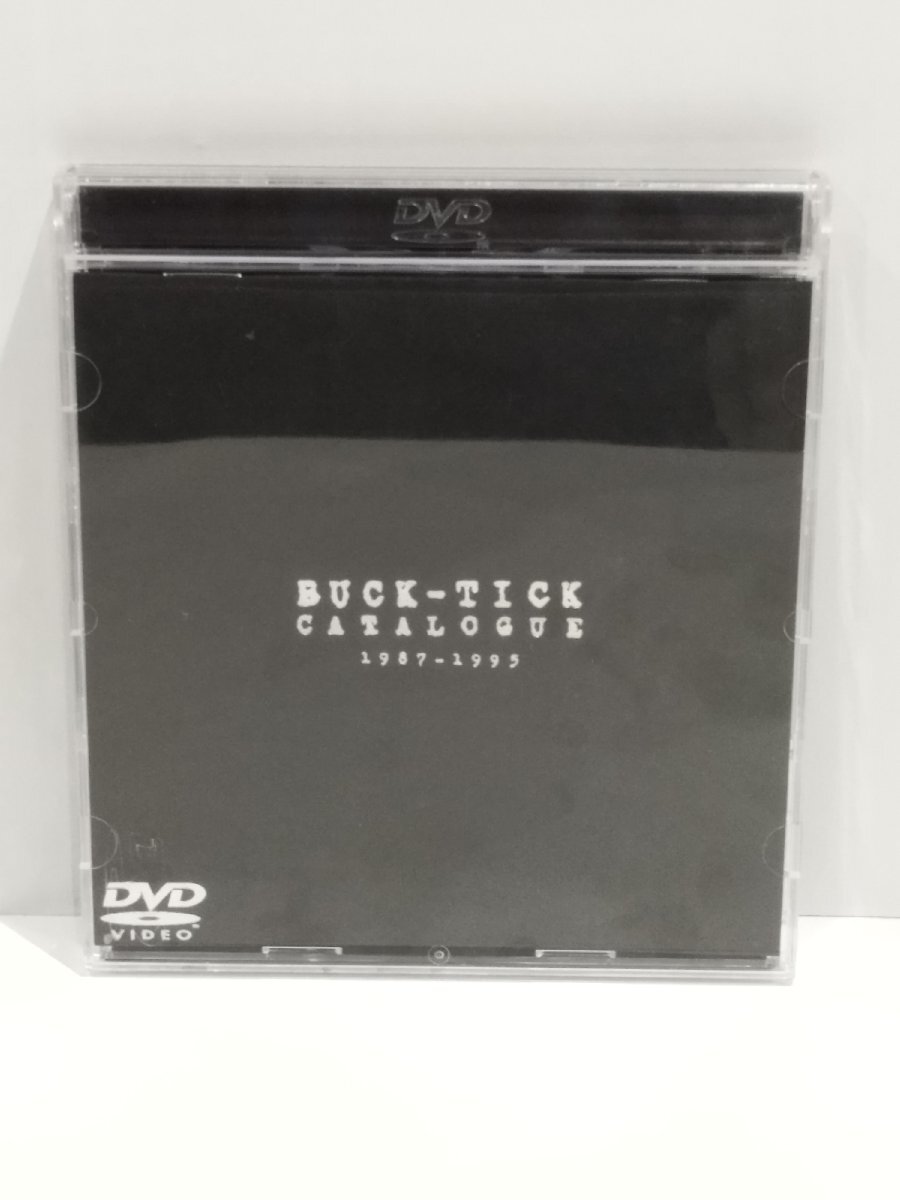 DVD
BUCK-TICK
CATALOGUE
1987-1995
DVD
VIDEO